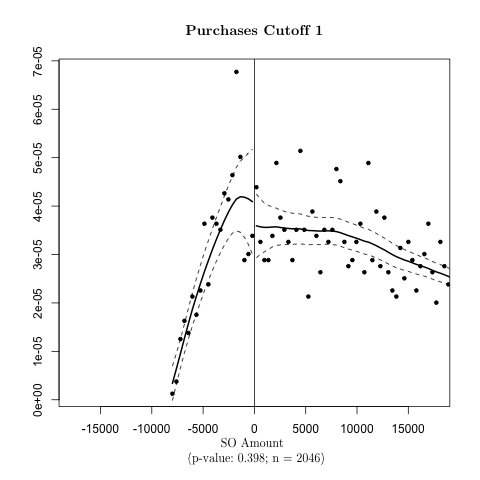 Purchases Cutoff 1
7e-05
6e-05
5e-05
4e-05
3e-05
2e-05
1e-05
0e+00
-15000 -10000 -5000 0 5000 10000 15000
SO Amount
(p-value: 0.398; n = 2046)